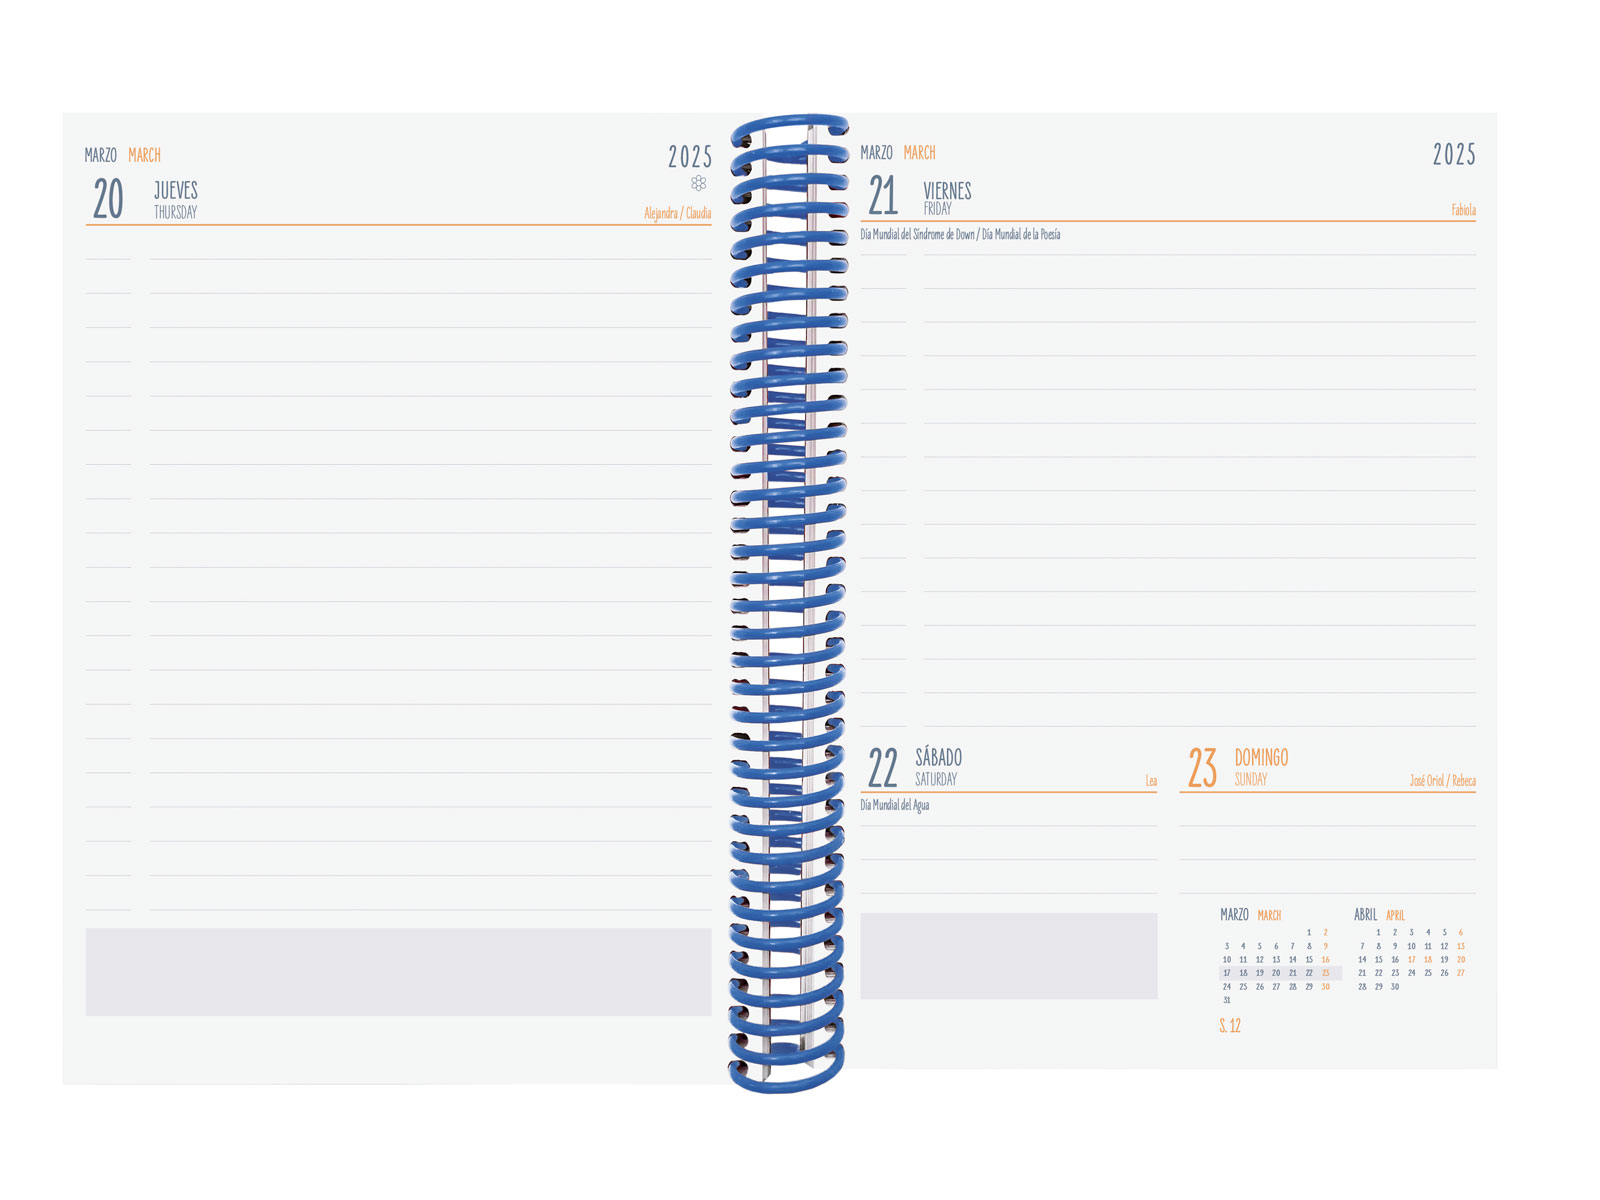 MARZO MARCH 2025
20 JUEVES
THURSDAY Alejandra / Claudia
MARZO MARCH 2025
21 VIERNES
FRIDAY Fabiola
Día Mundial del Síndrome de Down / Día Mundial de la Poesía
22 SÁBADO
SATURDAY Lea
Día Mundial del Agua
23 DOMINGO
SUNDAY José Oriol / Rebeca
MARZO MARCH
1 2
3 4 5 6 7 8 9
10 11 12 13 14 15 16
17 18 19 20 21 22 23
24 25 26 27 28 29 30
31
ABRIL APRIL
1 2 3 4 5 6
7 8 9 10 11 12 13
14 15 16 17 18 19 20
21 22 23 24 25 26 27
28 29 30
S. 12